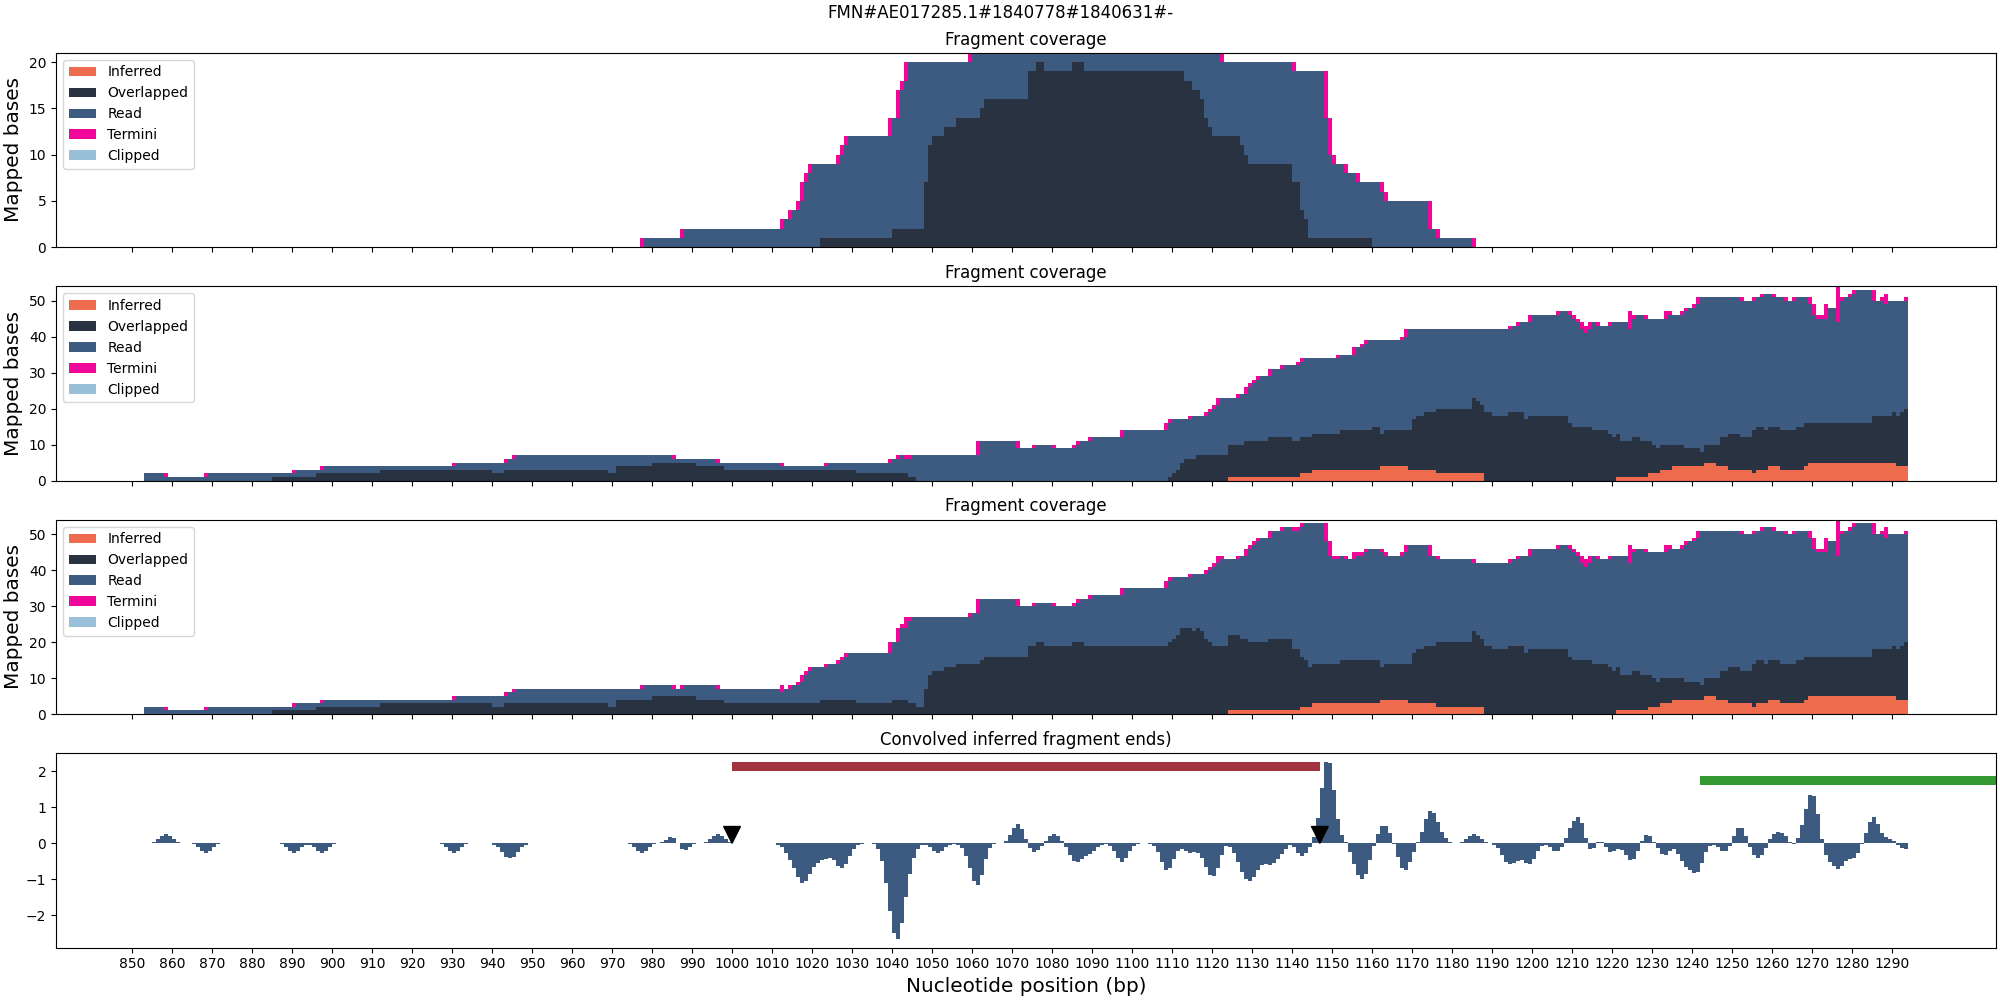 FMN#AE017285.1#1840778#1840631#-
Fragment coverage
Mapped bases
20
15
10
5
0
Inferred
Overlapped
Read
Termini
Clipped
Fragment coverage
Mapped bases
50
40
30
20
10
0
Inferred
Overlapped
Read
Termini
Clipped
Fragment coverage
Mapped bases
50
40
30
20
10
0
Inferred
Overlapped
Read
Termini
Clipped
Convolved inferred fragment ends)
2
1
0
−1
−2
850 860 870 880 890 900 910 920 930 940 950 960 970 980 990 1000 1010 1020 1030 1040 1050 1060 1070 1080 1090 1100 1110 1120 1130 1140 1150 1160 1170 1180 1190 1200 1210 1220 1230 1240 1250 1260 1270 1280 1290
Nucleotide position (bp)